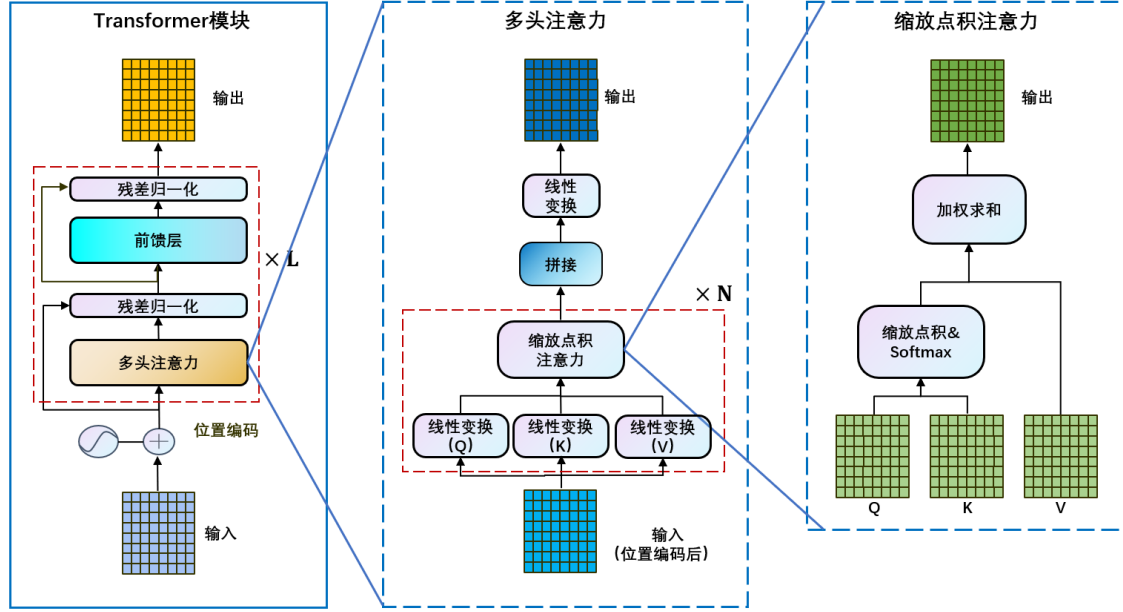 Transformer模块
输出
残差归一化
前馈层
× L
残差归一化
多头注意力
位置编码
输入
多头注意力
输出
线性
变换
拼接
× N
缩放点积
注意力
线性变换
(Q)
线性变换
(K)
线性变换
(V)
输入
(位置编码后)
缩放点积注意力
输出
加权求和
缩放点积&
Softmax
Q
K
V